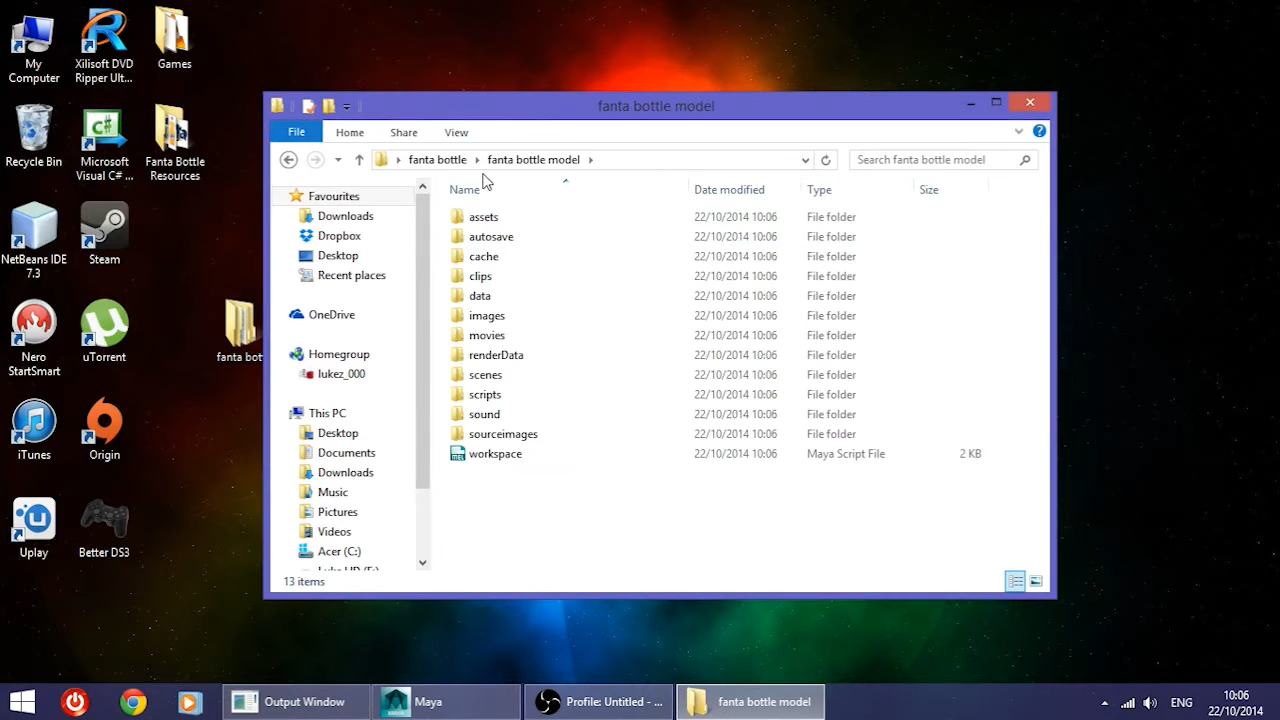 My Computer
Xilisoft DVD Ripper Ult...
Games
Recycle Bin
Microsoft Visual C# ...
Fanta Bottle Resources
NetBeans IDE 7.3
Steam
Nero StartSmart
uTorrent
fanta bott
iTunes
Origin
Uplay
Better DS3
fanta bottle model
File
Home
Share
View
fanta bottle
fanta bottle model
Search fanta bottle model
Name
Date modified
Type
Size
Favourites
Downloads
Dropbox
Desktop
Recent places
OneDrive
Homegroup
lukez_000
This PC
Desktop
Documents
Downloads
Music
Pictures
Videos
Acer (C:)
assets 22/10/2014 10:06 File folder
autosave 22/10/2014 10:06 File folder
cache 22/10/2014 10:06 File folder
clips 22/10/2014 10:06 File folder
data 22/10/2014 10:06 File folder
images 22/10/2014 10:06 File folder
movies 22/10/2014 10:06 File folder
renderData 22/10/2014 10:06 File folder
scenes 22/10/2014 10:06 File folder
scripts 22/10/2014 10:06 File folder
sound 22/10/2014 10:06 File folder
sourceimages 22/10/2014 10:06 File folder
workspace 22/10/2014 10:06 Maya Script File 2 KB
13 items
Output Window
Maya
Profile: Untitled - ...
fanta bottle model
ENG
10:06
22/10/2014